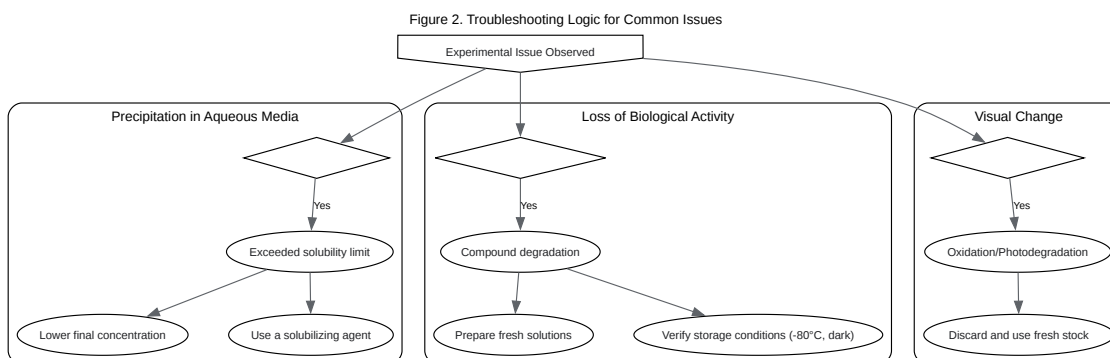 Figure 2. Troubleshooting Logic for Common Issues
Experimental Issue Observed
Precipitation in Aqueous Media
Loss of Biological Activity
Visual Change
Yes
Yes
Yes
Exceeded solubility limit
Compound degradation
Oxidation/Photodegradation
Lower final concentration
Use a solubilizing agent
Prepare fresh solutions
Verify storage conditions (-80°C, dark)
Discard and use fresh stock